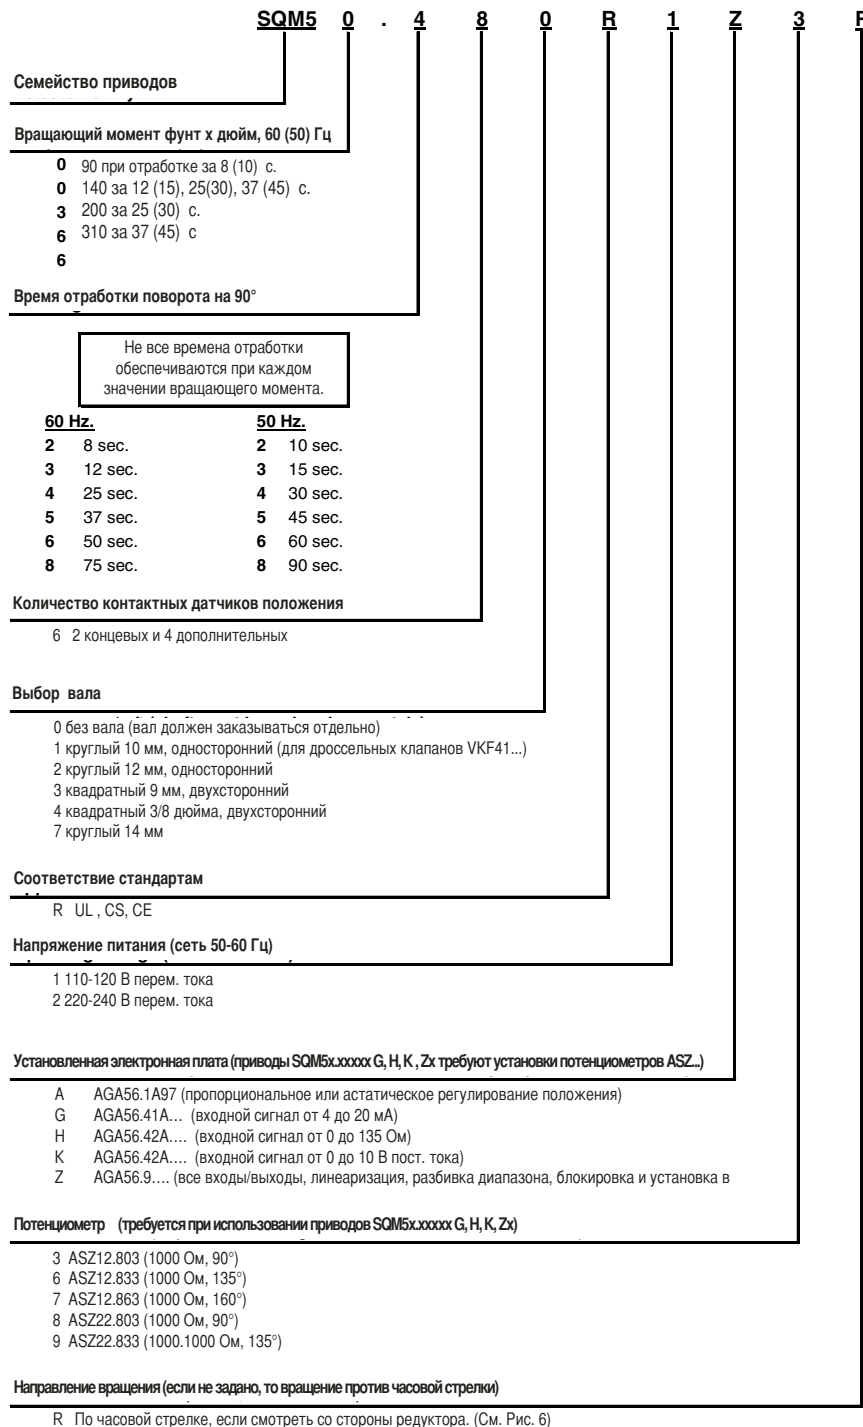 SQM5 0 . 4 8 0 R 1 Z 3
Семейство приводов
Вращающий момент фунт х дюйм, 60 (50) Гц
0 90 при отработке за 8 (10) с.
0 140 за 12 (15), 25(30), 37 (45) с.
3 200 за 25 (30) с.
6 310 за 37 (45) с
6
Время отработки поворота на 90°
Не все времена отработки
обеспечиваются при каждом
значении вращающего момента.
60 Hz. 50 Hz.
2 8 sec. 2 10 sec.
3 12 sec. 3 15 sec.
4 25 sec. 4 30 sec.
5 37 sec. 5 45 sec.
6 50 sec. 6 60 sec.
8 75 sec. 8 90 sec.
Количество контактных датчиков положения
6 2 концевых и 4 дополнительных
Выбор вала
0 без вала (вал должен заказываться отдельно)
1 круглый 10 мм, односторонний (для дроссельных клапанов VKF41...)
2 круглый 12 мм, односторонний
3 квадратный 9 мм, двухсторонний
4 квадратный 3/8 дюйма, двухсторонний
7 круглый 14 мм
Соответствие стандартам
R UL , CS, CE
Напряжение питания (сеть 50-60 Гц)
1 110-120 В перем. тока
2 220-240 В перем. тока
Установленная электронная плата (приводы SQM5x.xxxxx G, H, K , Zx требуют установки потенциометров ASZ...)
A AGA56.1A97 (пропорциональное или астатическое регулирование положения)
G AGA56.41A… (входной сигнал от 4 до 20 мА)
H AGA56.42A…. (входной сигнал от 0 до 135 Ом)
K AGA56.42A…. (входной сигнал от 0 до 10 В пост. тока)
Z AGA56.9…. (все входы/выходы, линеаризация, разбивка диапазона, блокировка и установка в
Потенциометр (требуется при использовании приводов SQM5x.xxxxx G, H, K, Zx)
3 ASZ12.803 (1000 Ом, 90°)
6 ASZ12.833 (1000 Ом, 135°)
7 ASZ12.863 (1000 Ом, 160°)
8 ASZ22.803 (1000 Ом, 90°)
9 ASZ22.833 (1000.1000 Ом, 135°)
Направление вращения (если не задано, то вращение против часовой стрелки)
R По часовой стрелке, если смотреть со стороны редуктора. (См. Рис. 6)